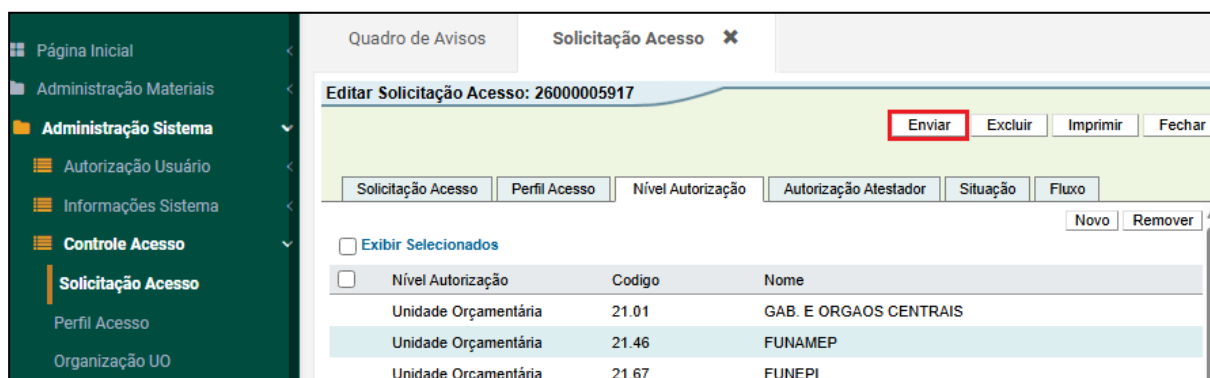 Quadro de Avisos Solicitação Acesso ✖
Página Inicial
Administração Materiais
Administração Sistema
Autorização Usuário
Informações Sistema
Controle Acesso
Solicitação Acesso
Perfil Acesso
Organização UO
Editar Solicitação Acesso: 26000005917
Enviar Excluir Imprimir Fechar
Solicitação Acesso Perfil Acesso Nível Autorização Autorização Atestador Situação Fluxo
Novo Remover
Exibir Selecionados
Nível Autorização Codigo Nome
Unidade Orçamentária 21.01 GAB. E ORGAOS CENTRAIS
Unidade Orçamentária 21.46 FUNAMEP
Unidade Orçamentária 21.67 FUNEPI